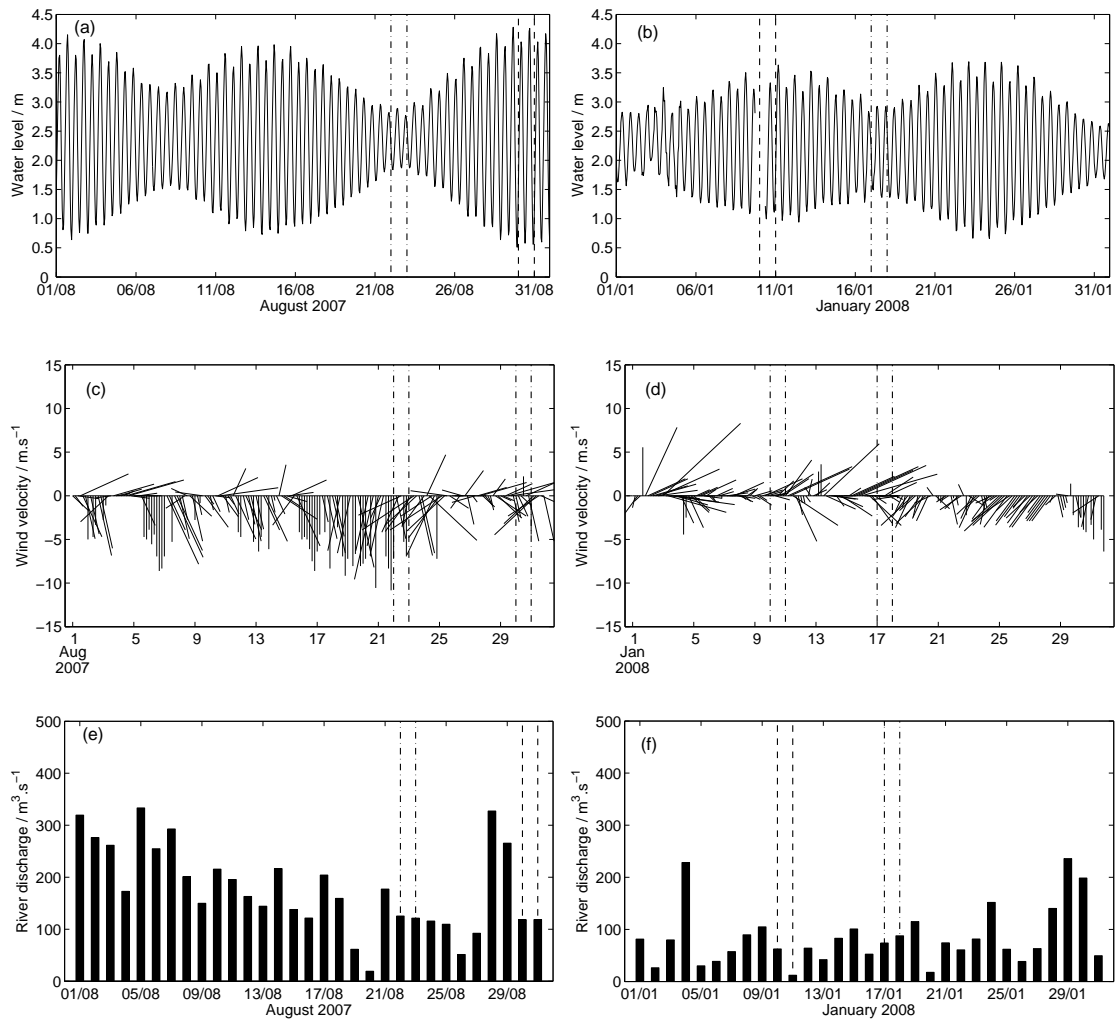 (a)
Water level / m
4.5
4.0
3.5
3.0
2.5
2.0
1.5
1.0
0.5
0
01/08 06/08 11/08 16/08 21/08 26/08 31/08
August 2007
(b)
Water level / m
4.5
4.0
3.5
3.0
2.5
2.0
1.5
1.0
0.5
0
01/01 06/01 11/01 16/01 21/01 26/01 31/01
January 2008
(c)
Wind velocity / m.s−1
15
10
5
0
−5
−10
−15
1 5 9 13 17 21 25 29
Aug
2007
(d)
Wind velocity / m.s−1
15
10
5
0
−5
−10
−15
1 5 9 13 17 21 25 29
Jan
2008
(e)
River discharge / m3.s−1
500
400
300
200
100
0
01/08 05/08 09/08 13/08 17/08 21/08 25/08 29/08
August 2007
(f)
River discharge / m3.s−1
500
400
300
200
100
0
01/01 05/01 09/01 13/01 17/01 21/01 25/01 29/01
January 2008